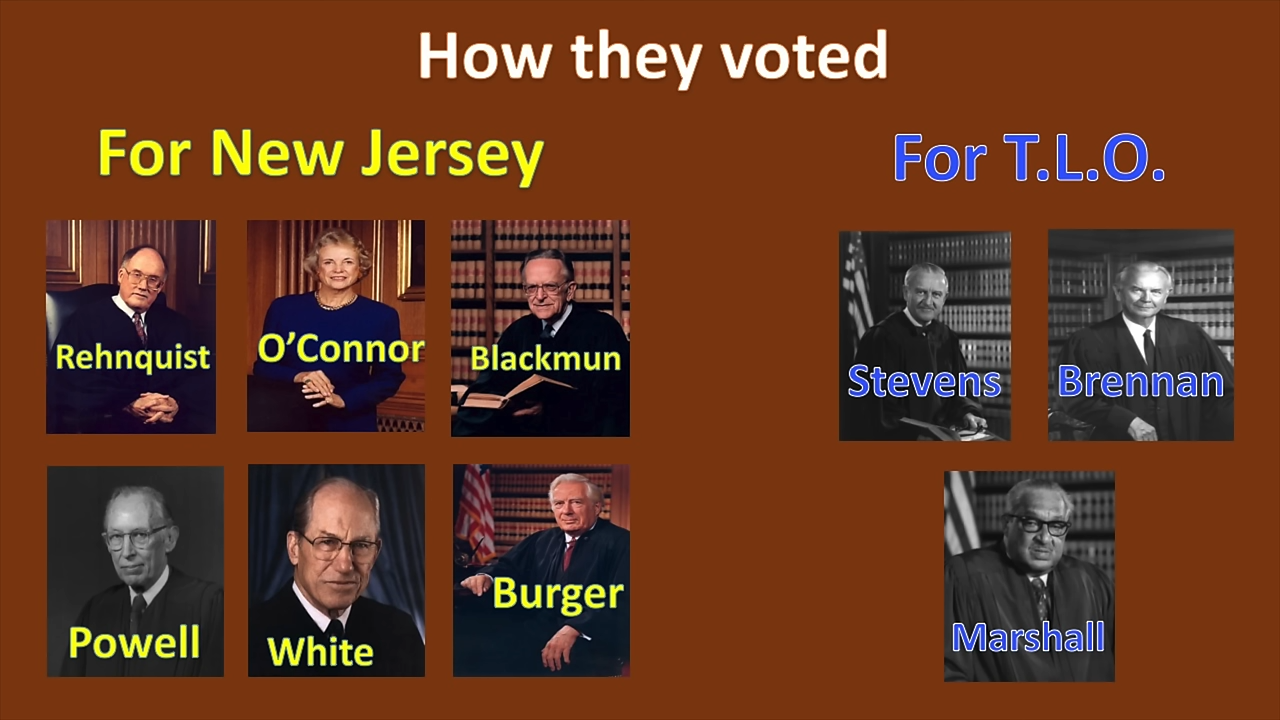 How they voted
For New Jersey
For T.L.O.
Rehnquist
O'Connor
Blackmun
Stevens
Brennan
Powell
White
Burger
Marshall